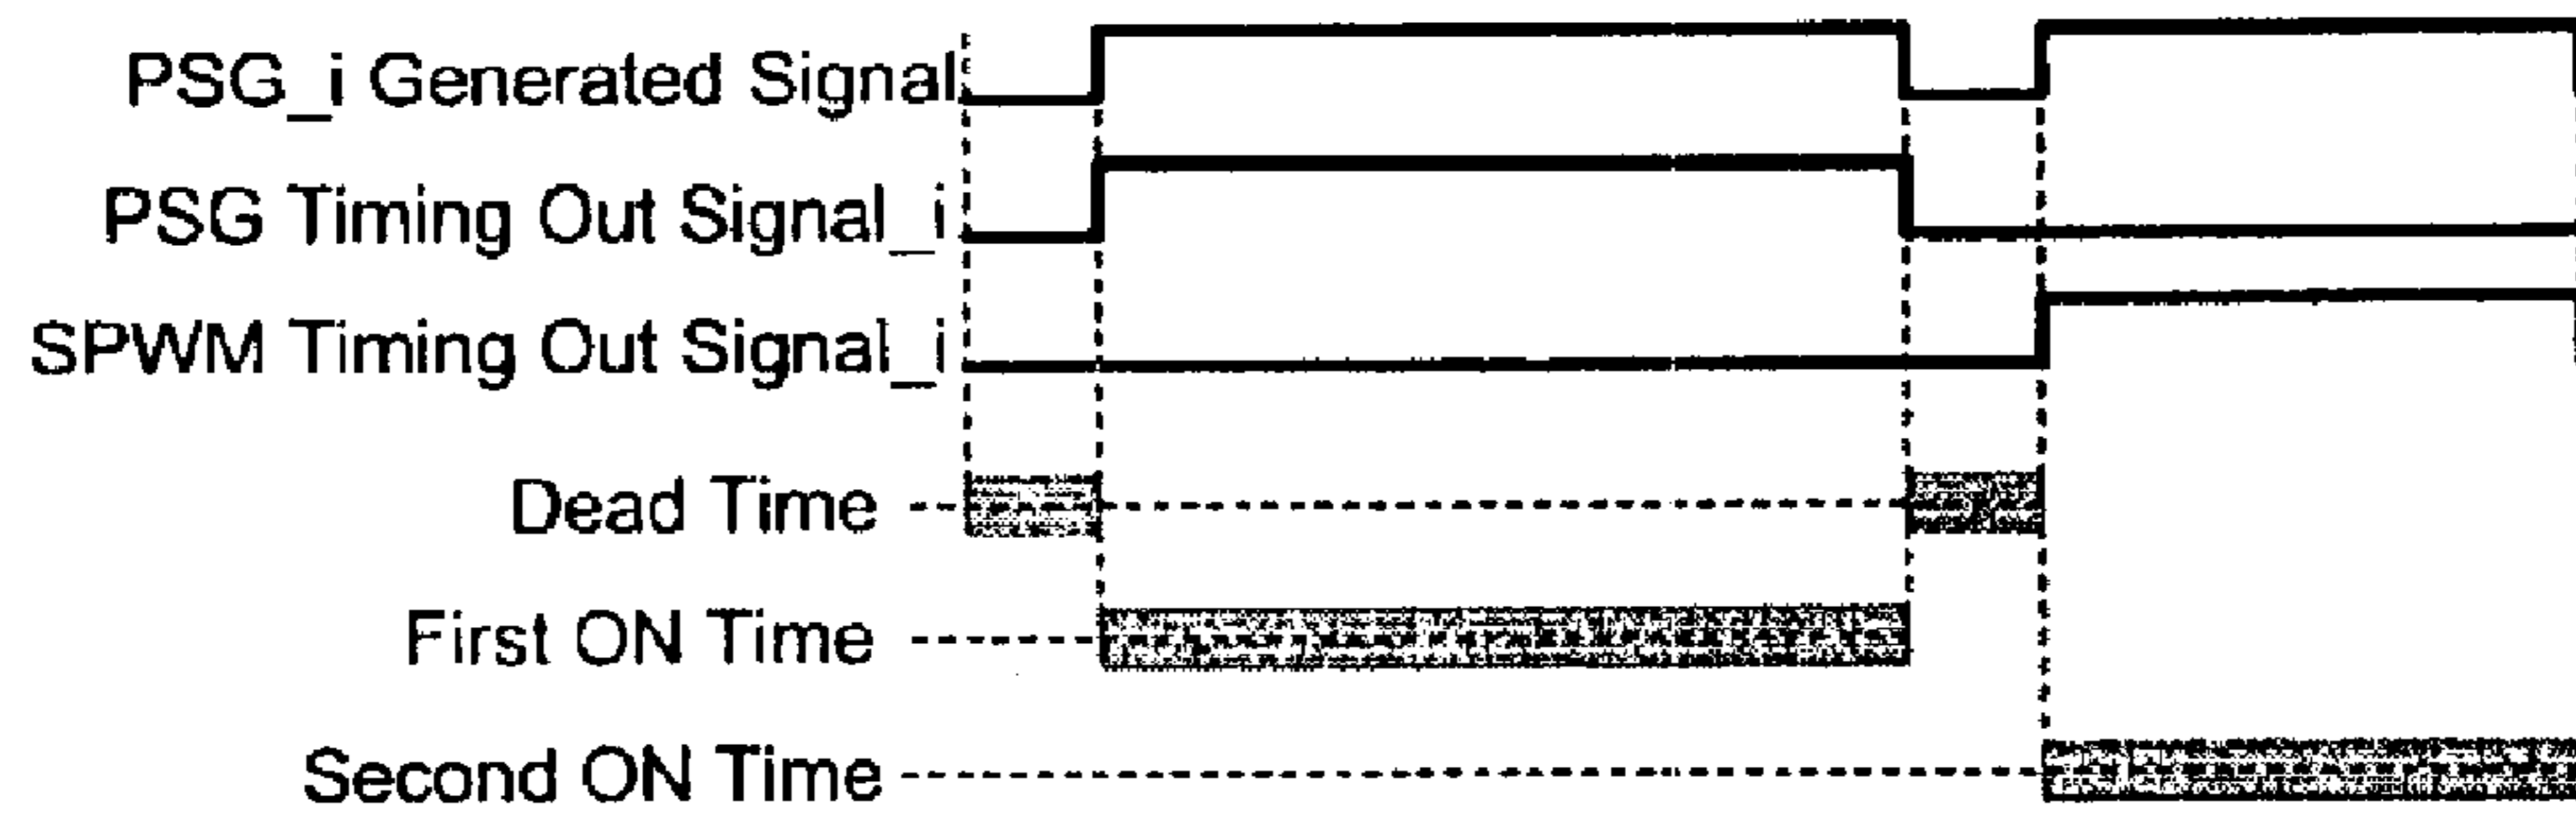 PSG_i Generated Signal
PSG Timing Out Signal_i
SPWM Timing Out Signal_i
Dead Time
First ON Time
Second ON Time